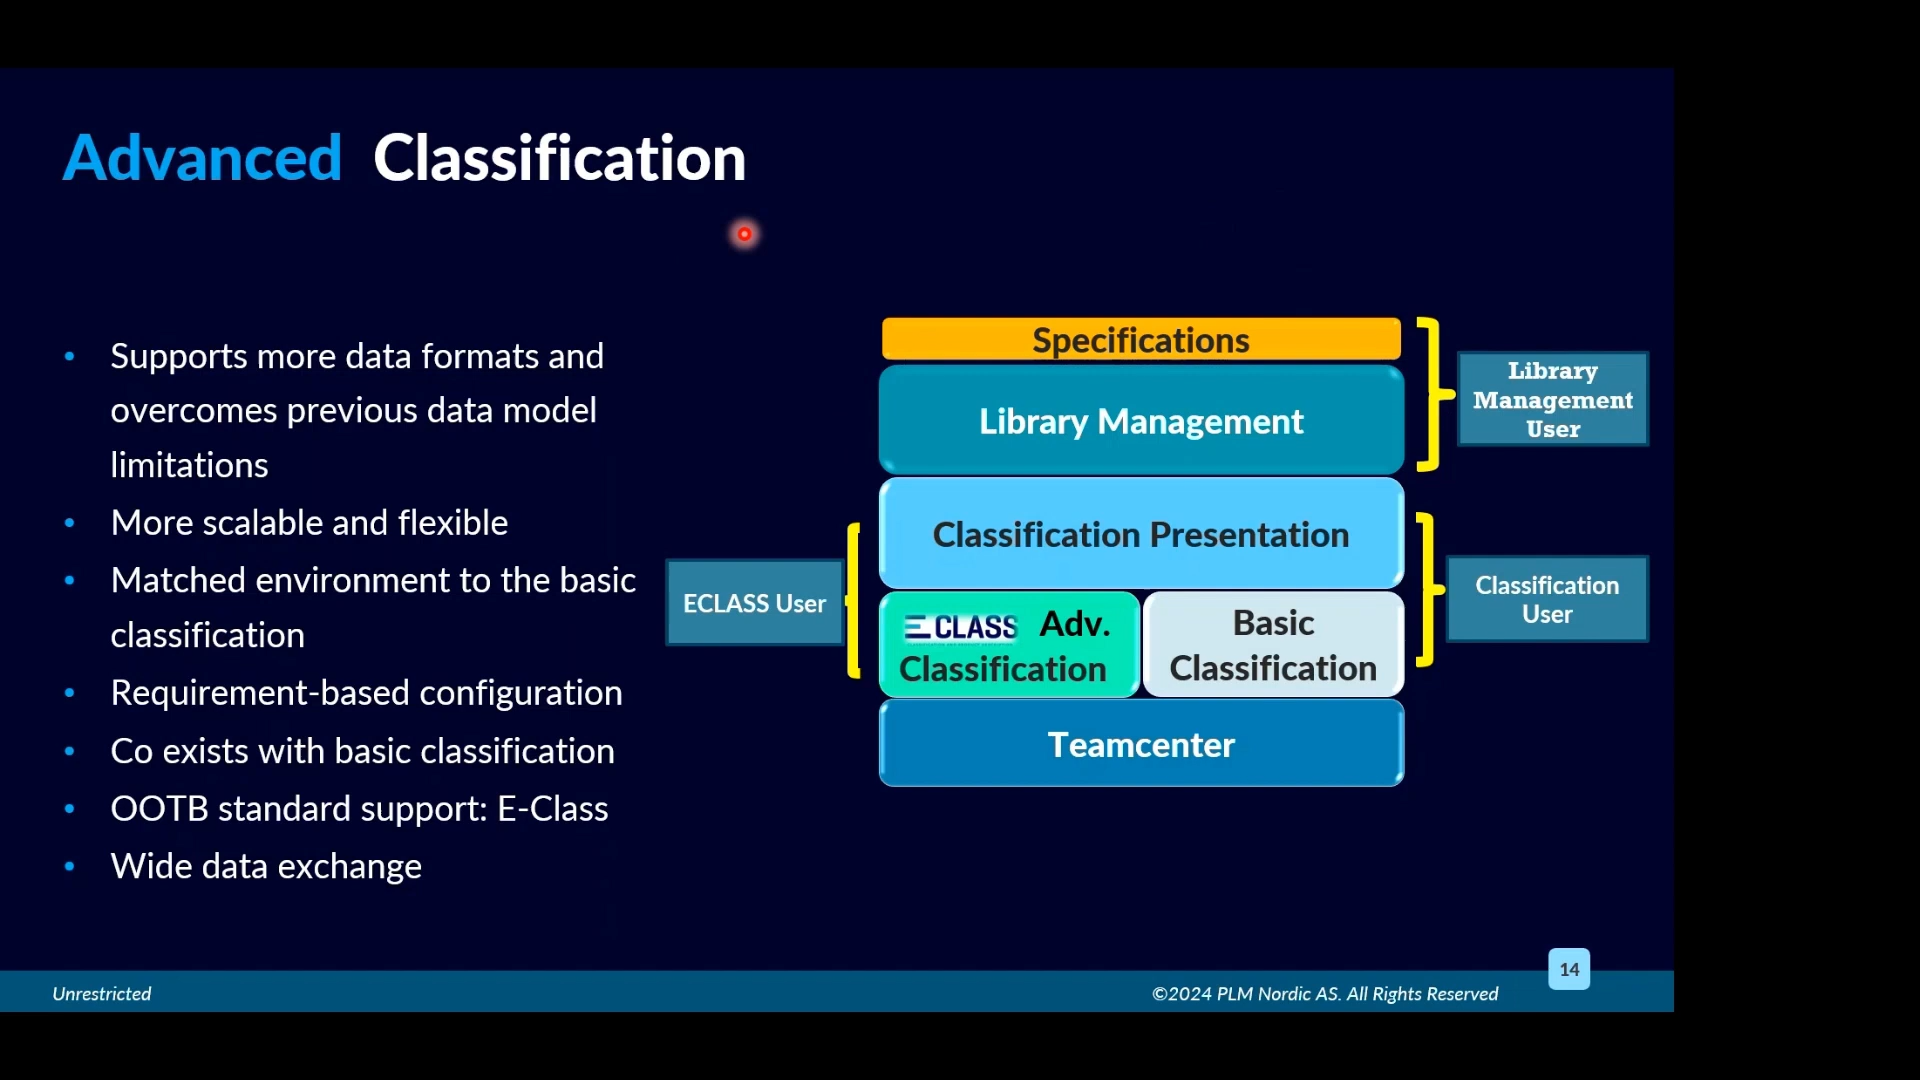 Advanced Classification
• Supports more data formats and
overcomes previous data model
limitations
• More scalable and flexible
• Matched environment to the basic
classification
• Requirement-based configuration
• Co exists with basic classification
• OOTB standard support: E-Class
• Wide data exchange
Specifications
Library Management
Classification Presentation
ECLASS Adv.
Classification
Basic
Classification
Teamcenter
Library
Management
User
ECLASS User
Classification
User
14
Unrestricted
©2024 PLM Nordic AS. All Rights Reserved